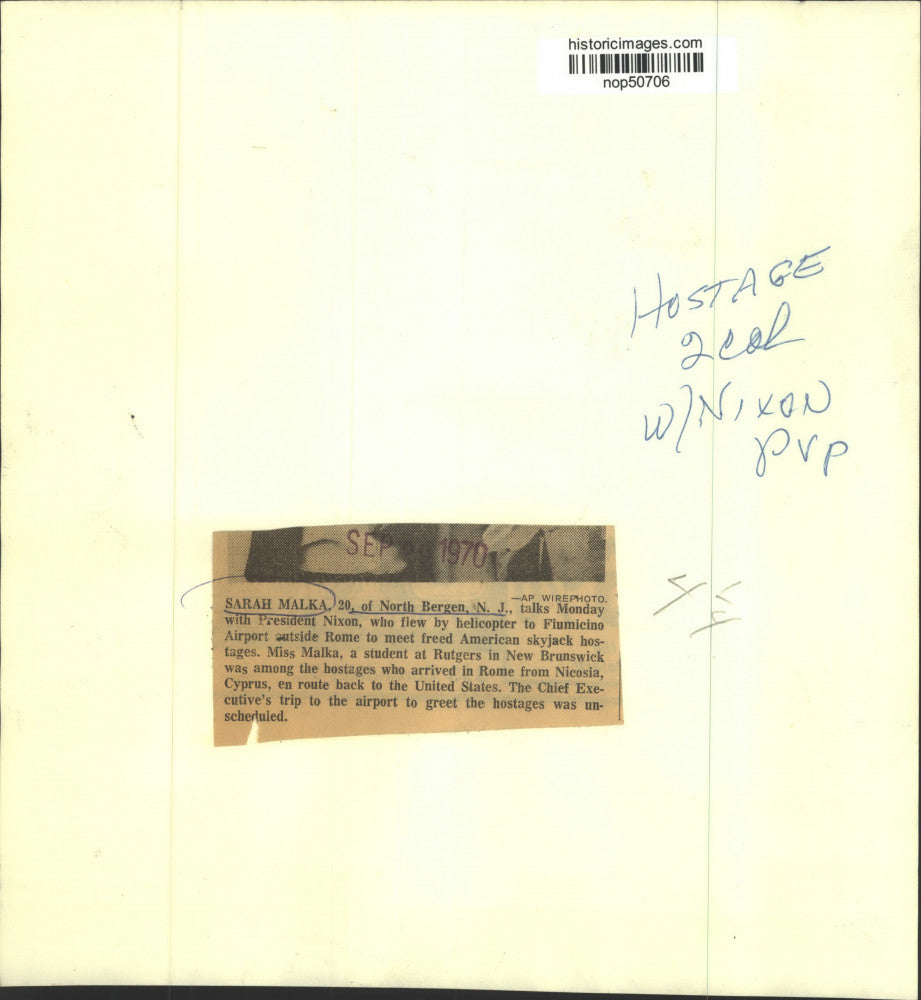 historicimages.com
nop50706
HOSTAGE
2 col
W/NIXON
PVP
SEP 1970
—AP WIREPHOTO.
SARAH MALKA, 20, of North Bergen, N. J., talks Monday
with President Nixon, who flew by helicopter to Fiumicino
Airport outside Rome to meet freed American skyjack hos-
tages. Miss Malka, a student at Rutgers in New Brunswick
was among the hostages who arrived in Rome from Nicosia,
Cyprus, en route back to the United States. The Chief Exe-
cutive's trip to the airport to greet the hostages was un-
scheduled.